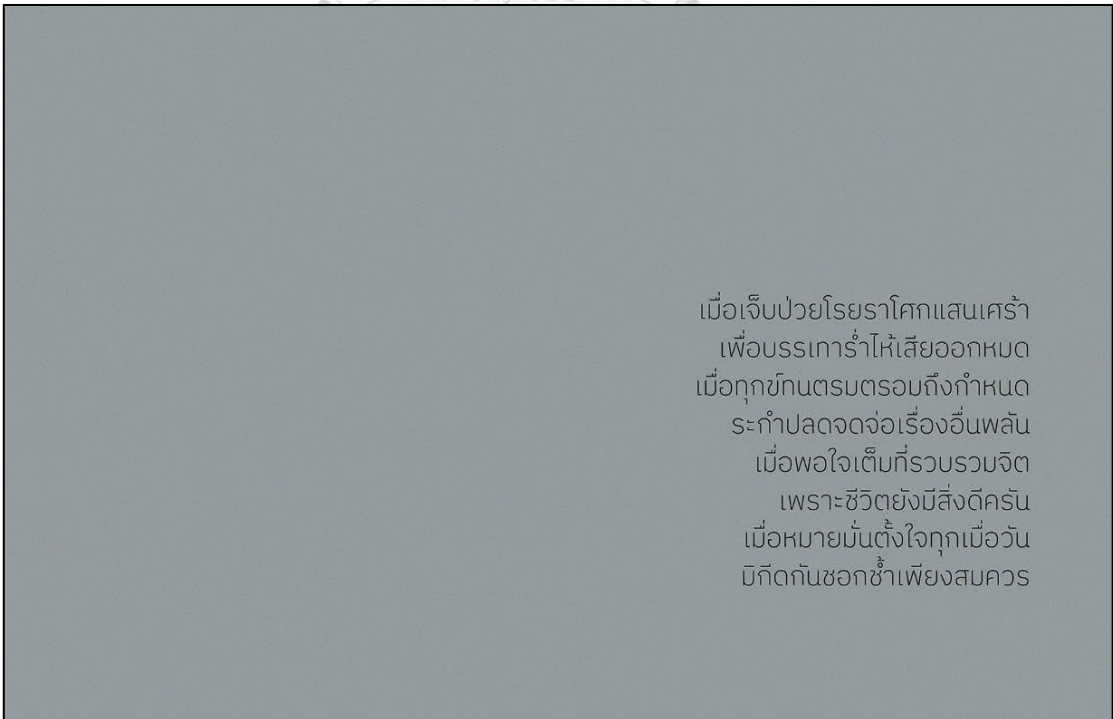 เมื่อเจ็บป่วยโรยราโศกแสนเศร้า
เพื่อบรรเทาร่ำไห้เสียออกหมด
เมื่อทุกข์ทนตรมตรอมถึงกำหนด
ระกำปลดจดจ่อเรื่องอื่นพลัน
เมื่อพอใจเต็มที่รวบรวมจิต
เพราะชีวิตยังมีสิ่งดีครัน
เมื่อหมายมั่นตั้งใจทุกเมื่อวัน
มิกีดกันชอกช้ำเพียงสมควร